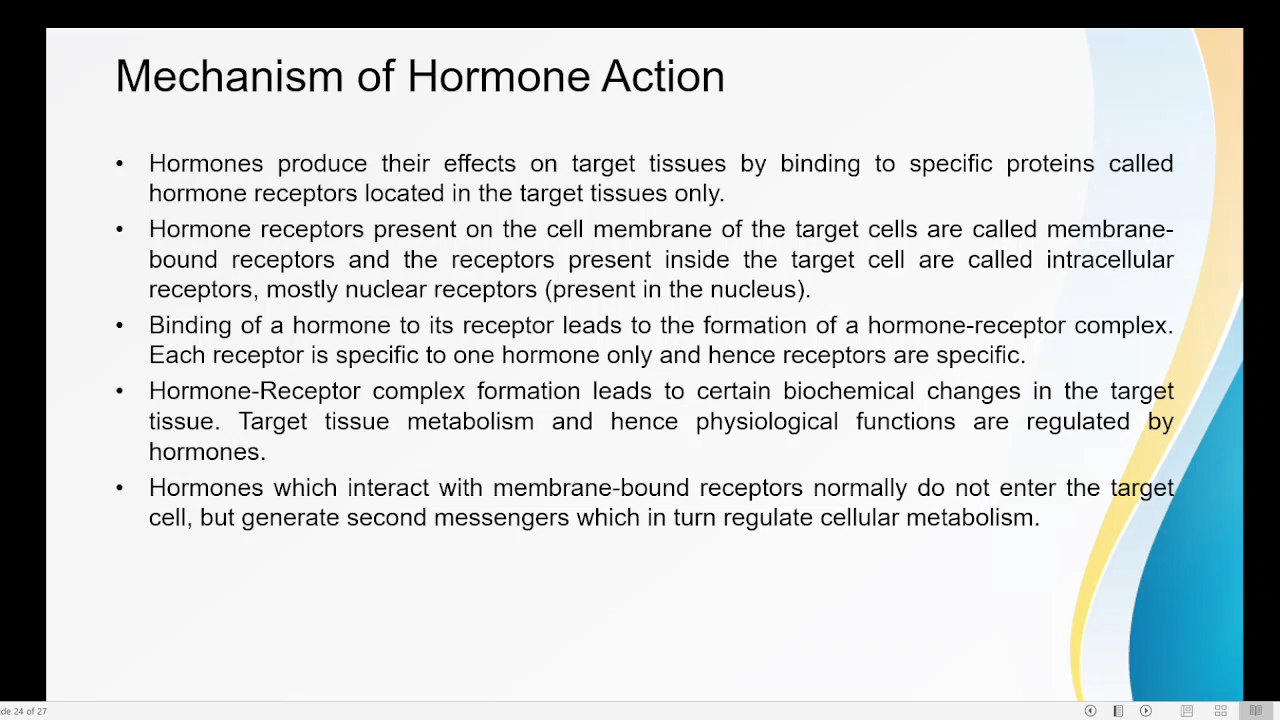 Mechanism of Hormone Action
• Hormones produce their effects on target tissues by binding to specific proteins called
hormone receptors located in the target tissues only.
• Hormone receptors present on the cell membrane of the target cells are called membrane-
bound receptors and the receptors present inside the target cell are called intracellular
receptors, mostly nuclear receptors (present in the nucleus).
• Binding of a hormone to its receptor leads to the formation of a hormone-receptor complex.
Each receptor is specific to one hormone only and hence receptors are specific.
• Hormone-Receptor complex formation leads to certain biochemical changes in the target
tissue. Target tissue metabolism and hence physiological functions are regulated by
hormones.
• Hormones which interact with membrane-bound receptors normally do not enter the target
cell, but generate second messengers which in turn regulate cellular metabolism.
ide 24 of 27